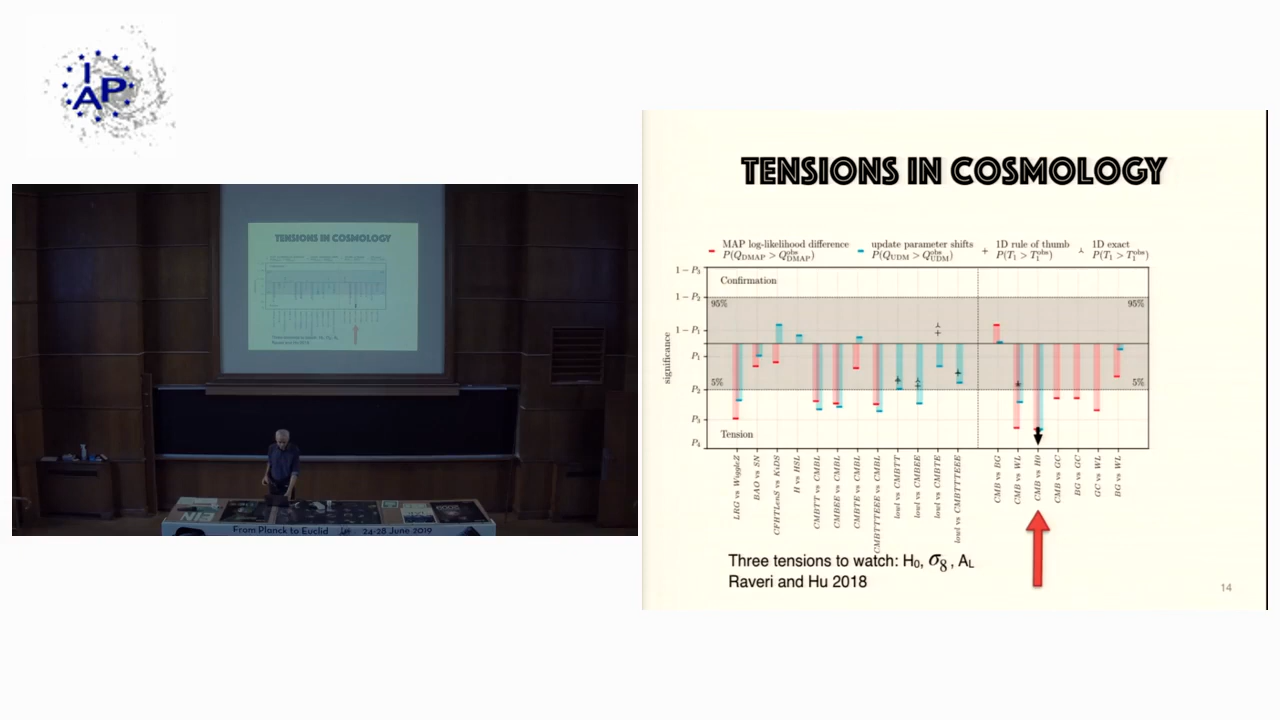 I
A P
TENSIONS IN COSMOLOGY
MAP log-likelihood difference
P(Q_DMAP > Q^obs_DMAP)
update parameter shifts
P(Q_UDM > Q^obs_UDM)
1D rule of thumb
P(T_1 > T_1^obs)
1D exact
P(T_1 > T_1^obs)
significance
1 − P_3
1 − P_2
1 − P_1
P_1
P_2
P_3
P_4
Confirmation
95%
95%
5%
5%
Tension
LRG vs WiggleZ
BAO vs SN
CFHTLenS vs KiDS
H vs HSL
CMBTT vs CMBL
CMBEE vs CMBL
CMBTE vs CMBL
CMBTTTEEE vs CMBL
lowl vs CMBTT
lowl vs CMBEE
lowl vs CMBTE
lowl vs CMBTTTEEE
CMB vs BG
CMB vs WL
CMB vs H0
CMB vs GC
BG vs GC
GC vs WL
BG vs WL
Three tensions to watch: H₀, σ₈, A_L
Raveri and Hu 2018
14
TENSIONS IN COSMOLOGY
From Planck to Euclid
24-28 June 2019